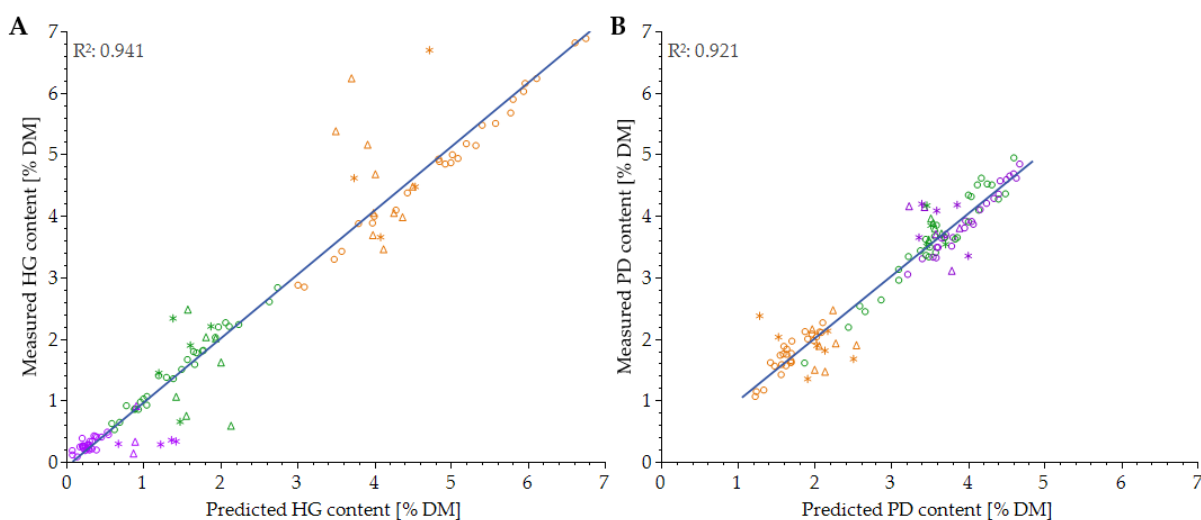 A
R²: 0.941
Measured HG content [% DM]
7
6
5
4
3
2
1
0
0 1 2 3 4 5 6 7
Predicted HG content [% DM]
B
R²: 0.921
Measured PD content [% DM]
7
6
5
4
3
2
1
0
0 1 2 3 4 5 6 7
Predicted PD content [% DM]